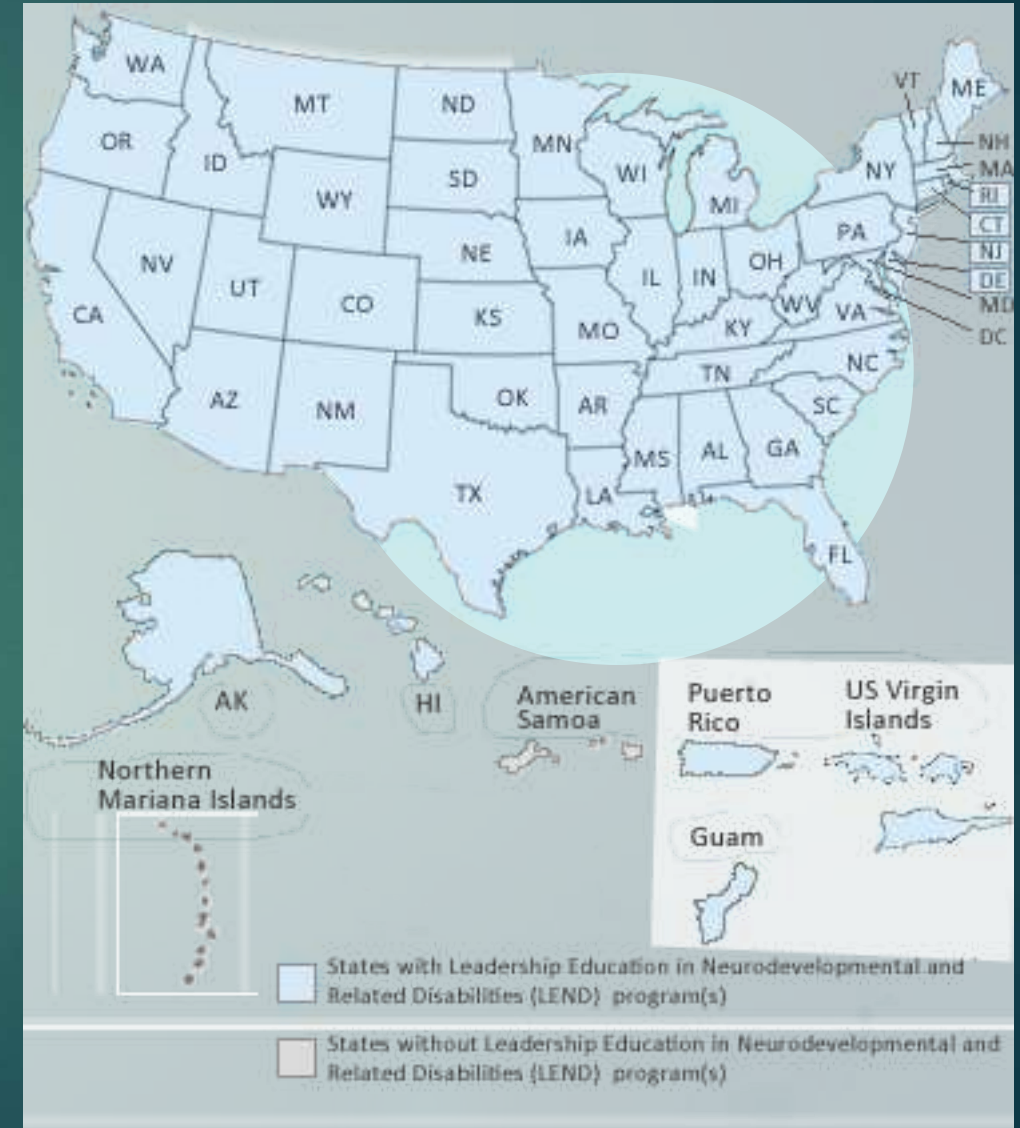 WA
MT
ND
MN
VT
ME
OR
ID
SD
WI
MI
NY
NH
MA
RI
CT
NJ
DE
MD
DC
WY
NE
IA
PA
NV
UT
CO
KS
IL
IN
OH
WV
VA
CA
MO
KY
NC
AZ
NM
OK
AR
TN
SC
MS
AL
GA
TX
LA
FL
AK
HI
American
Samoa
Puerto
Rico
US Virgin
Islands
Northern
Mariana Islands
Guam
States with Leadership Education in Neurodevelopmental and
Related Disabilities (LEND) program(s)
States without Leadership Education in Neurodevelopmental and
Related Disabilities (LEND) program(s)